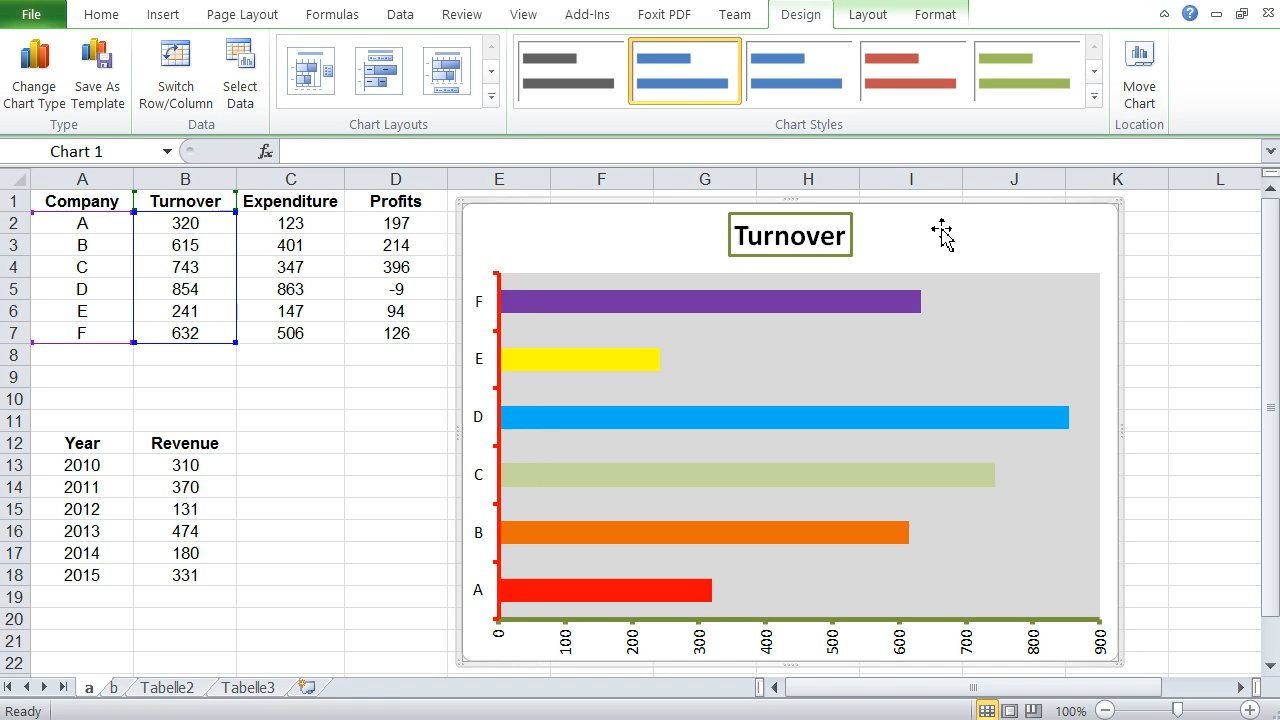 File Home Insert Page Layout Formulas Data Review View Add-Ins Foxit PDF Team Design Layout Format
Change Chart Type
Save As Template
Switch Row/Column
Select Data
Move Chart
Type Data Chart Layouts Chart Styles Location
Chart 1 fx
A B C D E F G H I J K L
1 Company Turnover Expenditure Profits
2 A 320 123 197
3 B 615 401 214
4 C 743 347 396
5 D 854 863 -9
6 E 241 147 94
7 F 632 506 126
8
9
10
11
12 Year Revenue
13 2010 310
14 2011 370
15 2012 131
16 2013 474
17 2014 180
18 2015 331
19
20
21
22
Turnover
F
E
D
C
B
A
0 100 200 300 400 500 600 700 800 900
a b Tabelle2 Tabelle3
Ready 100%